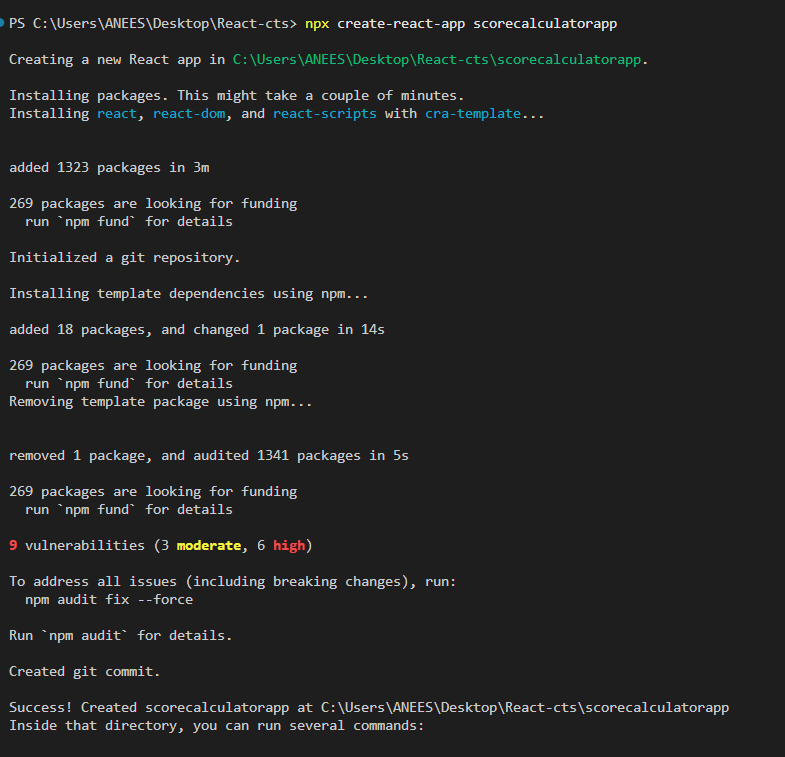 PS C:\Users\ANEES\Desktop\React-cts> npx create-react-app scorecalculatorapp
Creating a new React app in C:\Users\ANEES\Desktop\React-cts\scorecalculatorapp.
Installing packages. This might take a couple of minutes.
Installing react, react-dom, and react-scripts with cra-template...
added 1323 packages in 3m
269 packages are looking for funding
  run `npm fund` for details
Initialized a git repository.
Installing template dependencies using npm...
added 18 packages, and changed 1 package in 14s
269 packages are looking for funding
  run `npm fund` for details
Removing template package using npm...
removed 1 package, and audited 1341 packages in 5s
269 packages are looking for funding
  run `npm fund` for details
9 vulnerabilities (3 moderate, 6 high)
To address all issues (including breaking changes), run:
  npm audit fix --force
Run `npm audit` for details.
Created git commit.
Success! Created scorecalculatorapp at C:\Users\ANEES\Desktop\React-cts\scorecalculatorapp
Inside that directory, you can run several commands: